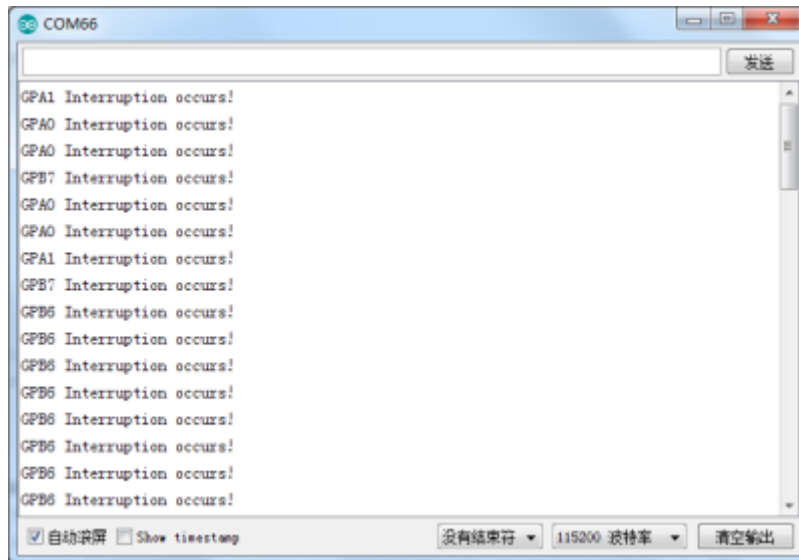 COM66
发送
GPA1 Interruption occurs!
GPA0 Interruption occurs!
GPA0 Interruption occurs!
GPB7 Interruption occurs!
GPA0 Interruption occurs!
GPA0 Interruption occurs!
GPA1 Interruption occurs!
GPB7 Interruption occurs!
GPB6 Interruption occurs!
GPB6 Interruption occurs!
GPB6 Interruption occurs!
GPB6 Interruption occurs!
GPB6 Interruption occurs!
GPB6 Interruption occurs!
GPB6 Interruption occurs!
GPB6 Interruption occurs!
自动滚屏 Show timestamp 没有结束符 115200 波特率 清空输出